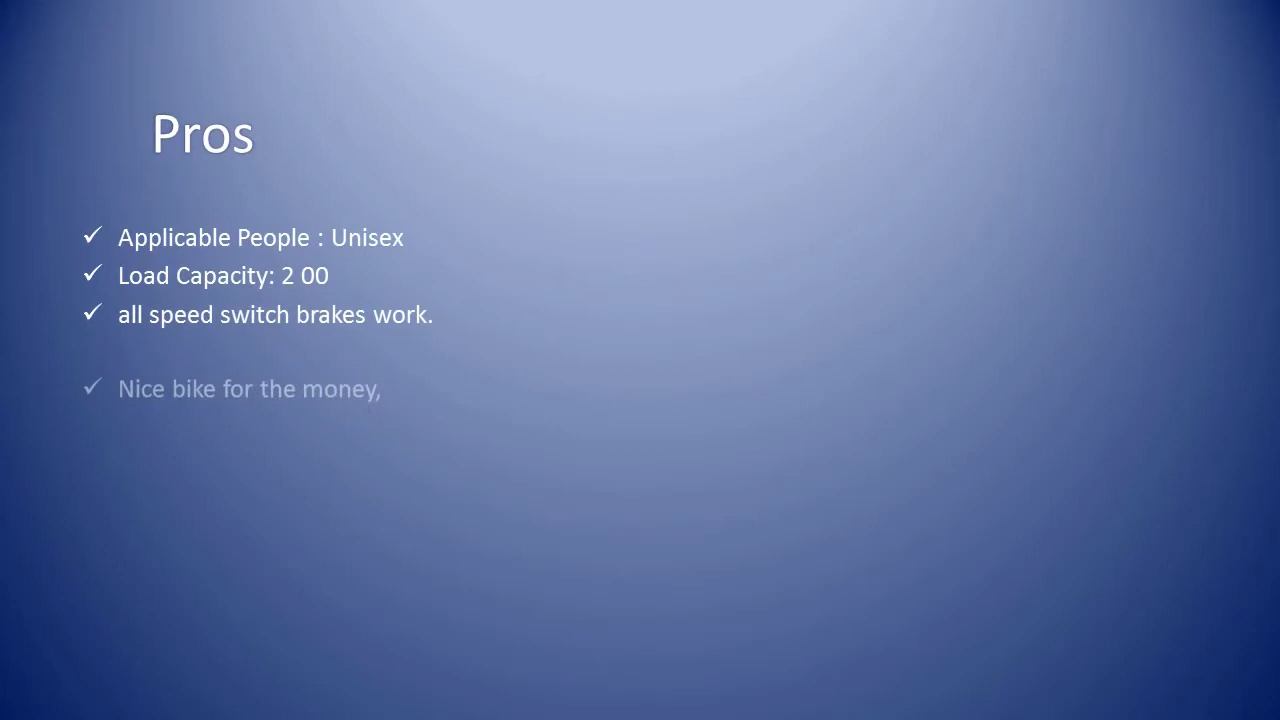 Pros
✓ Applicable People : Unisex
✓ Load Capacity: 2 00
✓ all speed switch brakes work.
✓ Nice bike for the money,